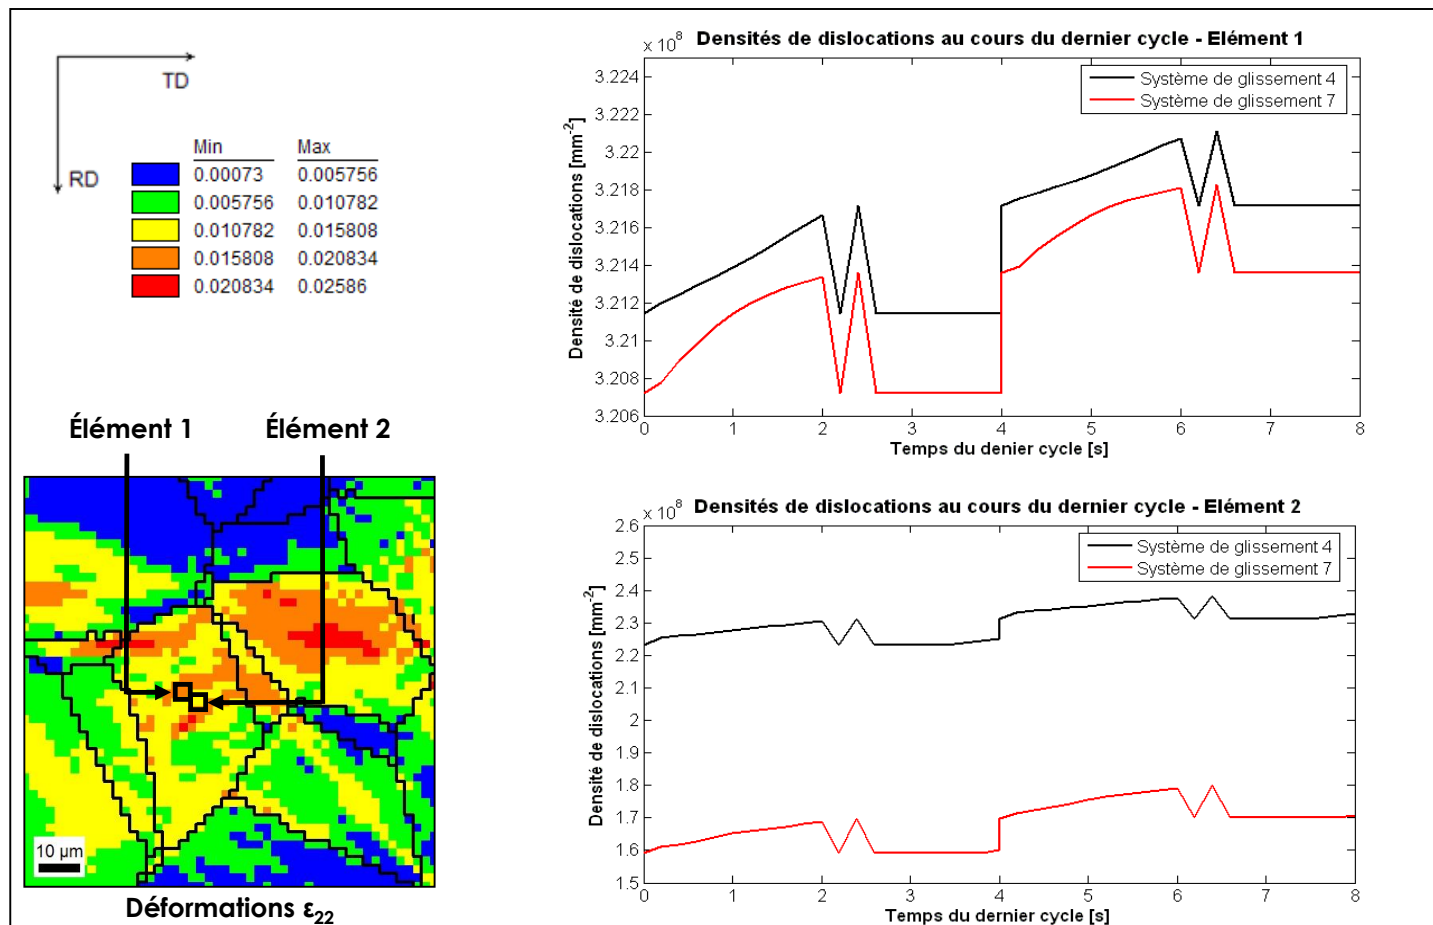 TD
RD
Min Max
0.00073 0.005756
0.005756 0.010782
0.010782 0.015808
0.015808 0.020834
0.020834 0.02586
Élément 1 Élément 2
10 µm
Déformations ε22
x 10^8 Densités de dislocations au cours du dernier cycle - Elément 1
Système de glissement 4
Système de glissement 7
Densité de dislocations [mm-2]
3.224
3.222
3.22
3.218
3.216
3.214
3.212
3.21
3.208
3.206
0 1 2 3 4 5 6 7 8
Temps du denier cycle [s]
x 10^8 Densités de dislocations au cours du dernier cycle - Elément 2
Système de glissement 4
Système de glissement 7
Densité de dislocations [mm-2]
2.6
2.5
2.4
2.3
2.2
2.1
2
1.9
1.8
1.7
1.6
1.5
0 1 2 3 4 5 6 7 8
Temps du dernier cycle [s]